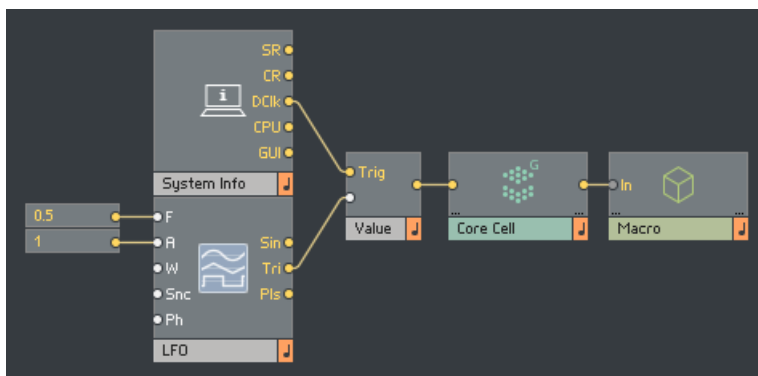 SR
CR
DClk
CPU
GUI
i
System Info
0.5
1
F
A
W
Snc
Ph
Sin
Tri
Pls
LFO
Trig
Value
G
...
...
Core Cell
In
...
...
Macro